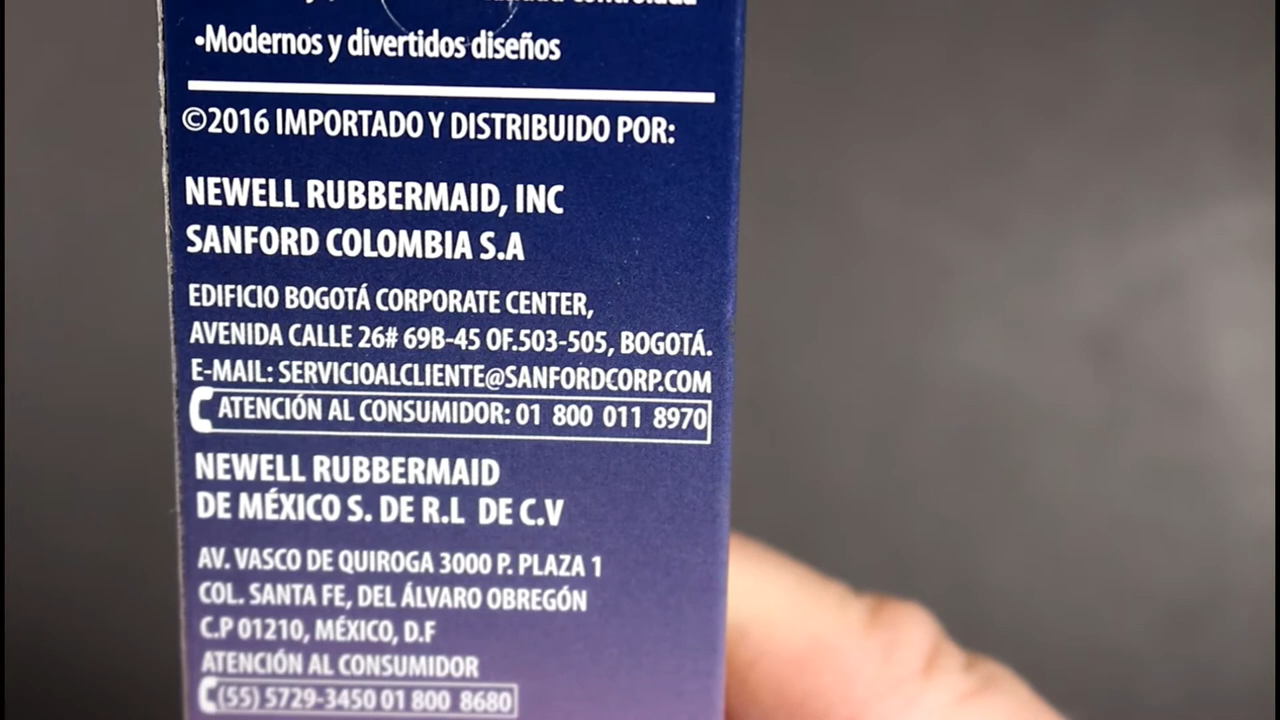 •Modernos y divertidos diseños
©2016 IMPORTADO Y DISTRIBUIDO POR:
NEWELL RUBBERMAID, INC
SANFORD COLOMBIA S.A
EDIFICIO BOGOTÁ CORPORATE CENTER,
AVENIDA CALLE 26# 69B-45 OF.503-505, BOGOTÁ.
E-MAIL: SERVICIOALCLIENTE@SANFORDCORP.COM
ATENCIÓN AL CONSUMIDOR: 01 800 011 8970
NEWELL RUBBERMAID
DE MÉXICO S. DE R.L DE C.V
AV. VASCO DE QUIROGA 3000 P. PLAZA 1
COL. SANTA FE, DEL ÁLVARO OBREGÓN
C.P 01210, MÉXICO, D.F
ATENCIÓN AL CONSUMIDOR
(55) 5729-3450 01 800 8680